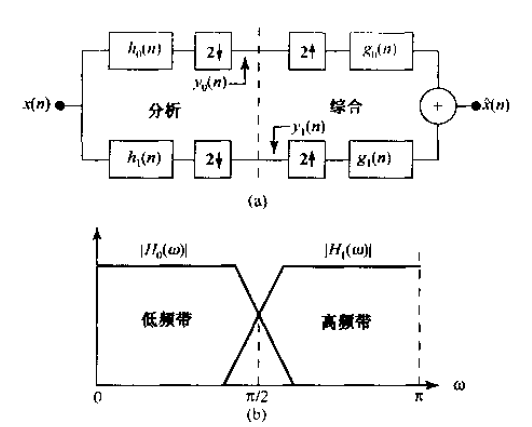 h₀(n) 2↓ 2↑ g₀(n)
y₀(n)
x(n) 分析 综合 + x̂(n)
y₁(n)
h₁(n) 2↓ 2↑ g₁(n)
(a)
|H₀(ω)| |H₁(ω)|
低频带 高频带
0 π/2 π ω
(b)